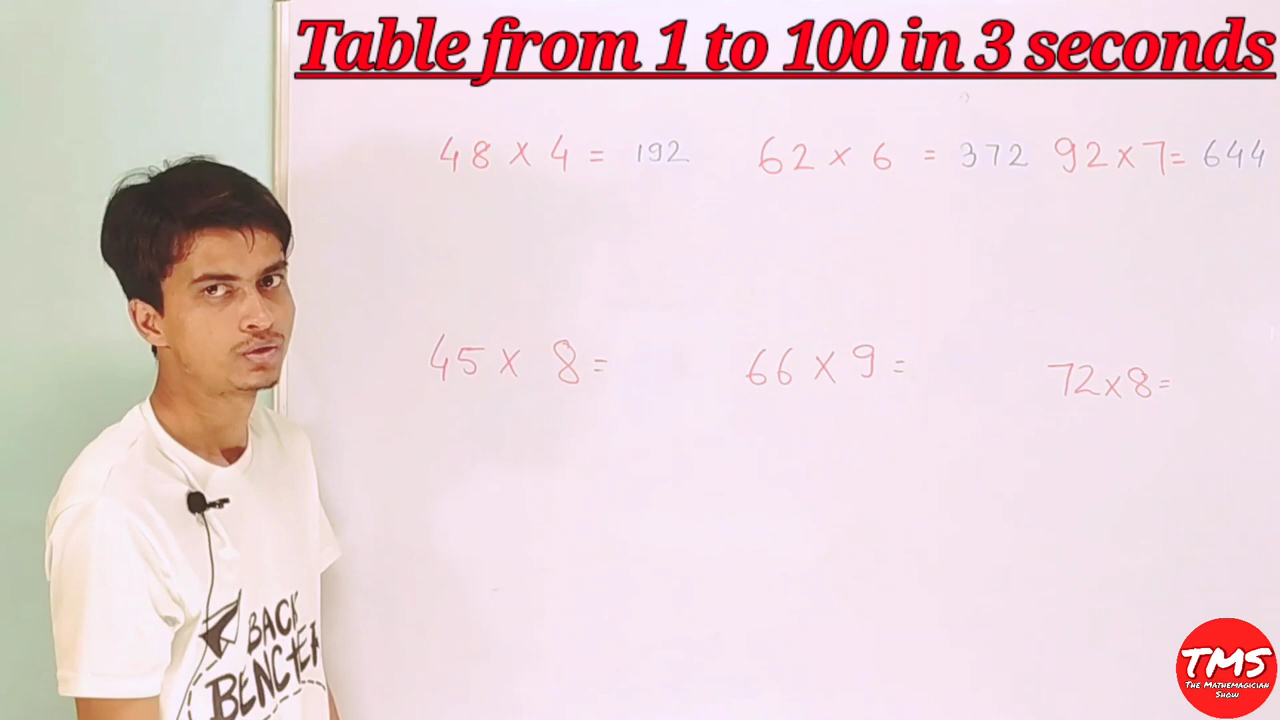 Table from 1 to 100 in 3 seconds
48 × 4 = 192
62 × 6 = 372
92 × 7 = 644
45 × 8 =
66 × 9 =
72 × 8 =
BACK
BENCHER
TMS
THE MATHEMAGICIAN
SHOW